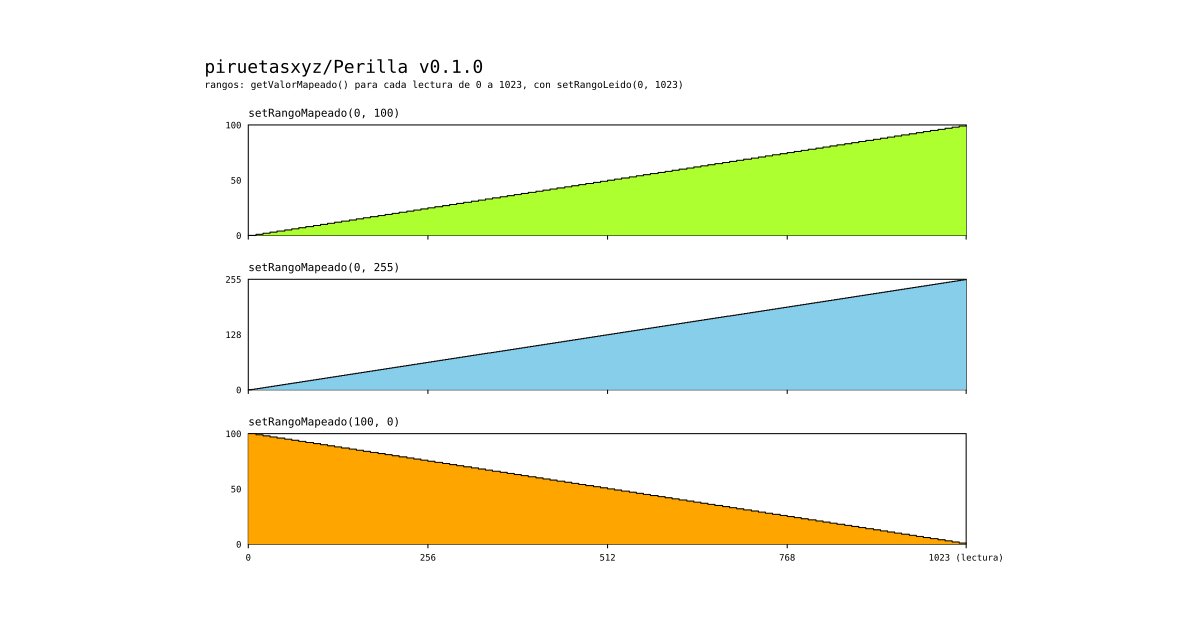 piruetasxyz/Perilla v0.1.0
rangos: getValorMapeado() para cada lectura de 0 a 1023, con setRangoLeido(0, 1023)
setRangoMapeado(0, 100)
100
50
0
setRangoMapeado(0, 255)
255
128
0
setRangoMapeado(100, 0)
100
50
0
0 256 512 768 1023 (lectura)